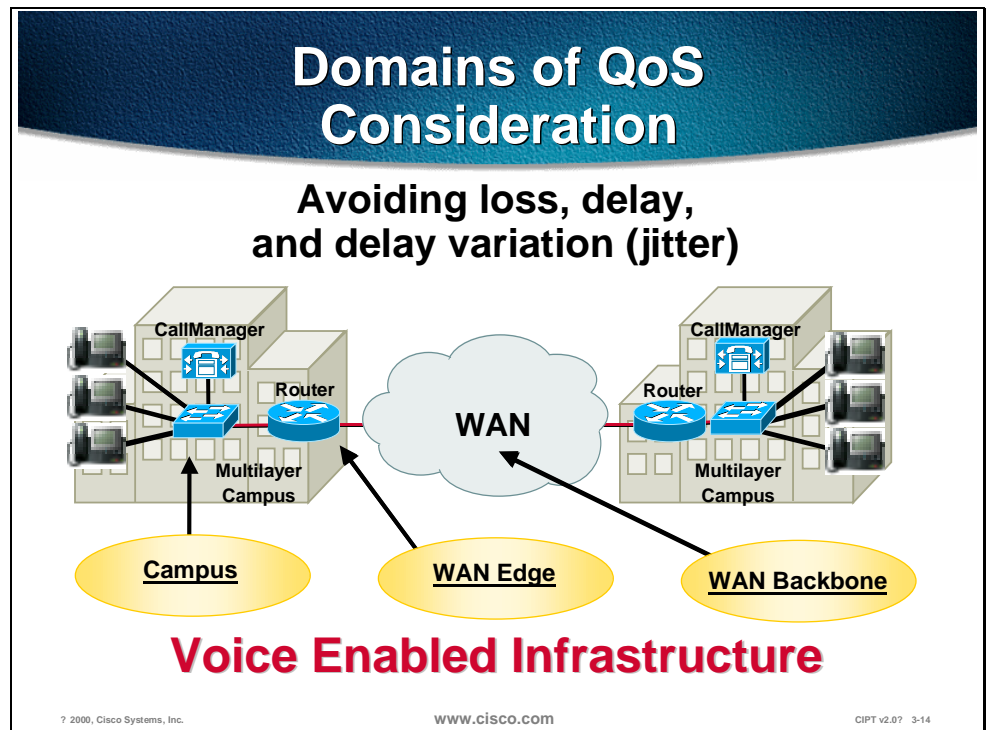 Domains of QoS
Consideration
Avoiding loss, delay,
and delay variation (jitter)
CallManager
Router
Multilayer
Campus
WAN
CallManager
Router
Multilayer
Campus
Campus
WAN Edge
WAN Backbone
Voice Enabled Infrastructure
? 2000, Cisco Systems, Inc.
www.cisco.com
CIPT v2.0? 3-14